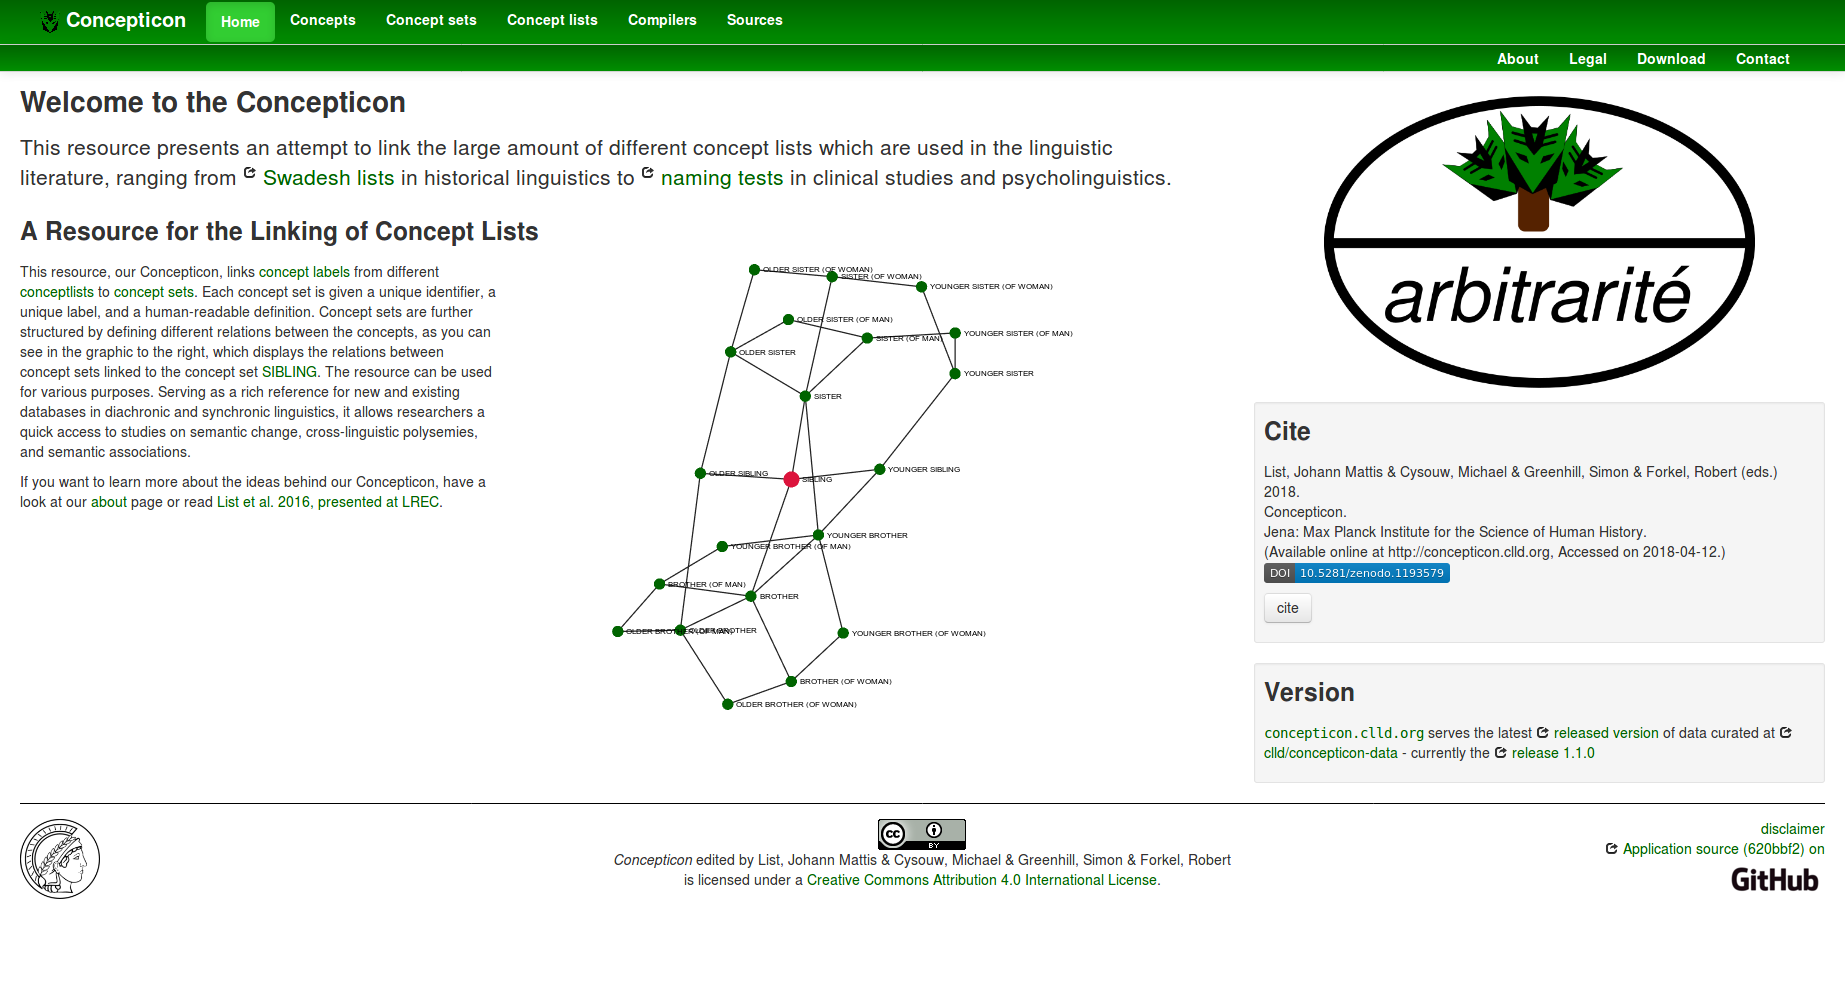 Concepticon Home Concepts Concept sets Concept lists Compilers Sources
About Legal Download Contact
Welcome to the Concepticon
This resource presents an attempt to link the large amount of different concept lists which are used in the linguistic
literature, ranging from Swadesh lists in historical linguistics to naming tests in clinical studies and psycholinguistics.
A Resource for the Linking of Concept Lists
This resource, our Concepticon, links concept labels from different
conceptlists to concept sets. Each concept set is given a unique identifier, a
unique label, and a human-readable definition. Concept sets are further
structured by defining different relations between the concepts, as you can
see in the graphic to the right, which displays the relations between
concept sets linked to the concept set SIBLING. The resource can be used
for various purposes. Serving as a rich reference for new and existing
databases in diachronic and synchronic linguistics, it allows researchers a
quick access to studies on semantic change, cross-linguistic polysemies,
and semantic associations.
If you want to learn more about the ideas behind our Concepticon, have a
look at our about page or read List et al. 2016, presented at LREC.
OLDER SISTER (OF WOMAN)
SISTER (OF WOMAN)
YOUNGER SISTER (OF WOMAN)
OLDER SISTER (OF MAN)
YOUNGER SISTER (OF MAN)
SISTER (OF MAN)
OLDER SISTER
YOUNGER SISTER
SISTER
YOUNGER SIBLING
OLDER SIBLING
SIBLING
YOUNGER BROTHER
YOUNGER BROTHER (OF MAN)
BROTHER (OF MAN)
BROTHER
OLDER BROTHER (OF MAN)
OLDER BROTHER
YOUNGER BROTHER (OF WOMAN)
BROTHER (OF WOMAN)
OLDER BROTHER (OF WOMAN)
arbitrarité
Cite
List, Johann Mattis & Cysouw, Michael & Greenhill, Simon & Forkel, Robert (eds.)
2018.
Concepticon.
Jena: Max Planck Institute for the Science of Human History.
(Available online at http://concepticon.clld.org, Accessed on 2018-04-12.)
DOI 10.5281/zenodo.1193579
cite
Version
concepticon.clld.org serves the latest released version of data curated at
clld/concepticon-data - currently the release 1.1.0
cc BY
Concepticon edited by List, Johann Mattis & Cysouw, Michael & Greenhill, Simon & Forkel, Robert
is licensed under a Creative Commons Attribution 4.0 International License.
disclaimer
Application source (620bbf2) on
GitHub